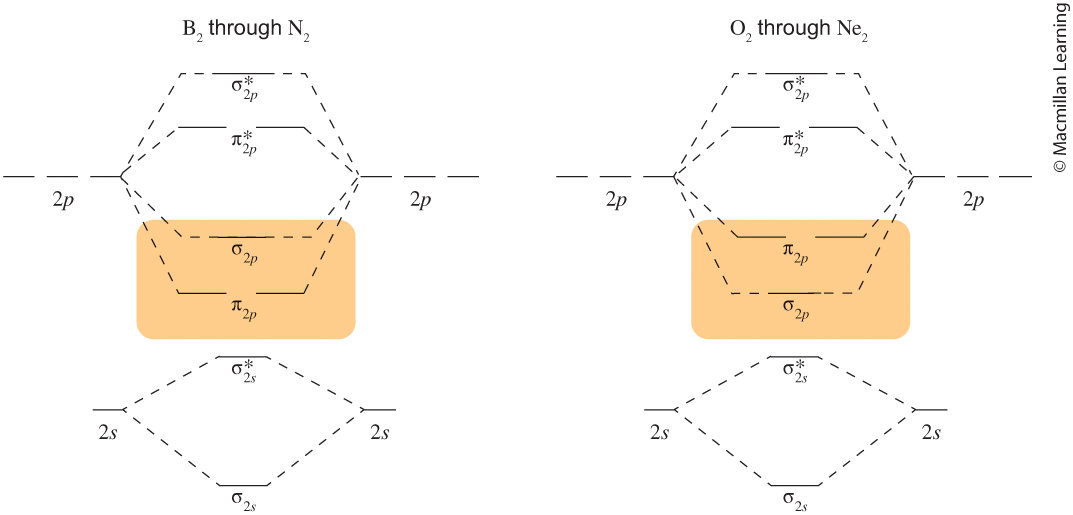 B₂ through N₂
σ*₂ₚ
π*₂ₚ
2p 2p
σ₂ₚ
π₂ₚ
σ*₂ₛ
2s 2s
σ₂ₛ
O₂ through Ne₂
σ*₂ₚ
π*₂ₚ
2p 2p
π₂ₚ
σ₂ₚ
σ*₂ₛ
2s 2s
σ₂ₛ
© Macmillan Learning